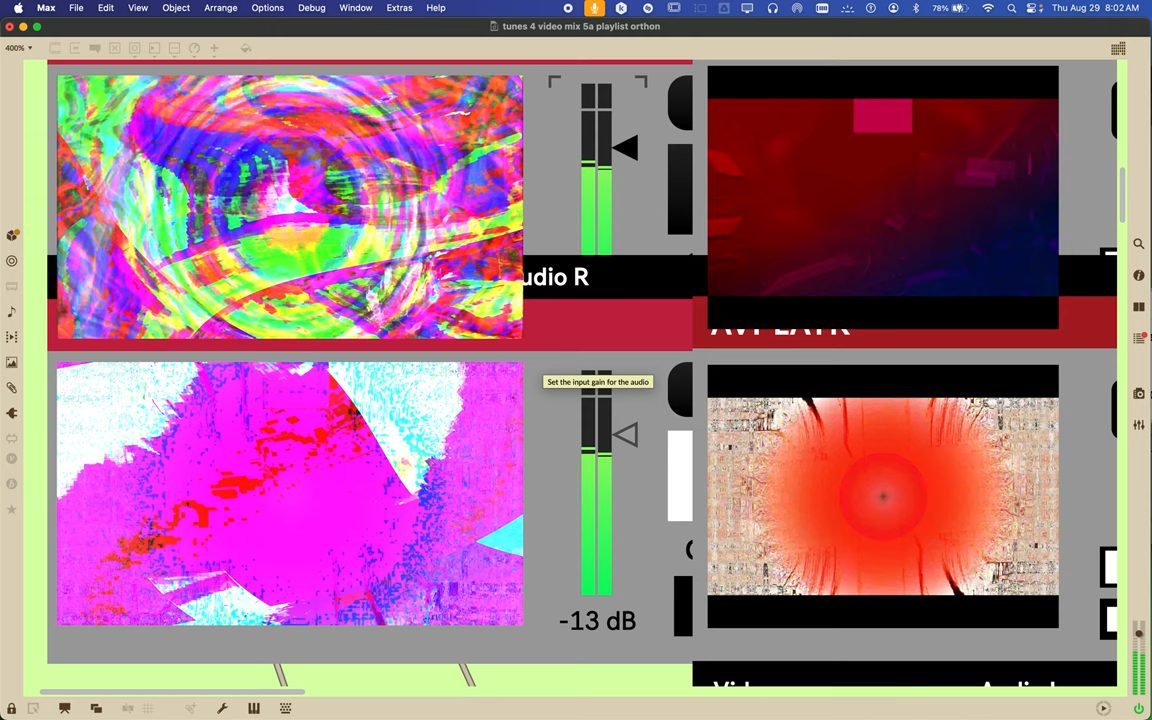 Max File Edit View Object Arrange Options Debug Window Extras Help 78% Thu Aug 29 8:02 AM
tunes 4 video mix 5a playlist orthon
400%
udio R
Set the input gain for the audio
-13 dB